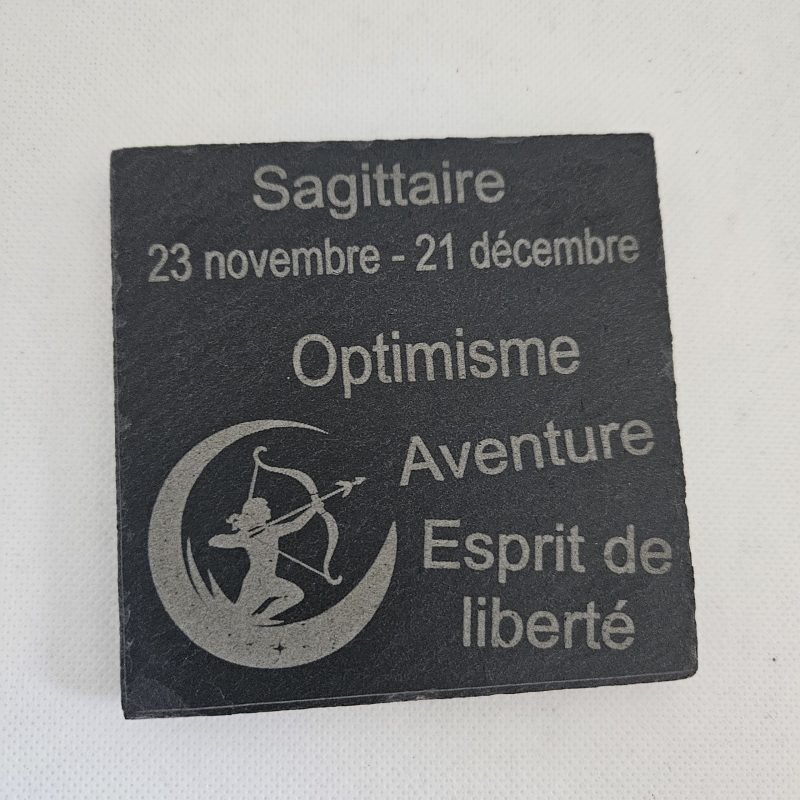 Sagittaire
23 novembre - 21 décembre
Optimisme
Aventure
Esprit de
liberté